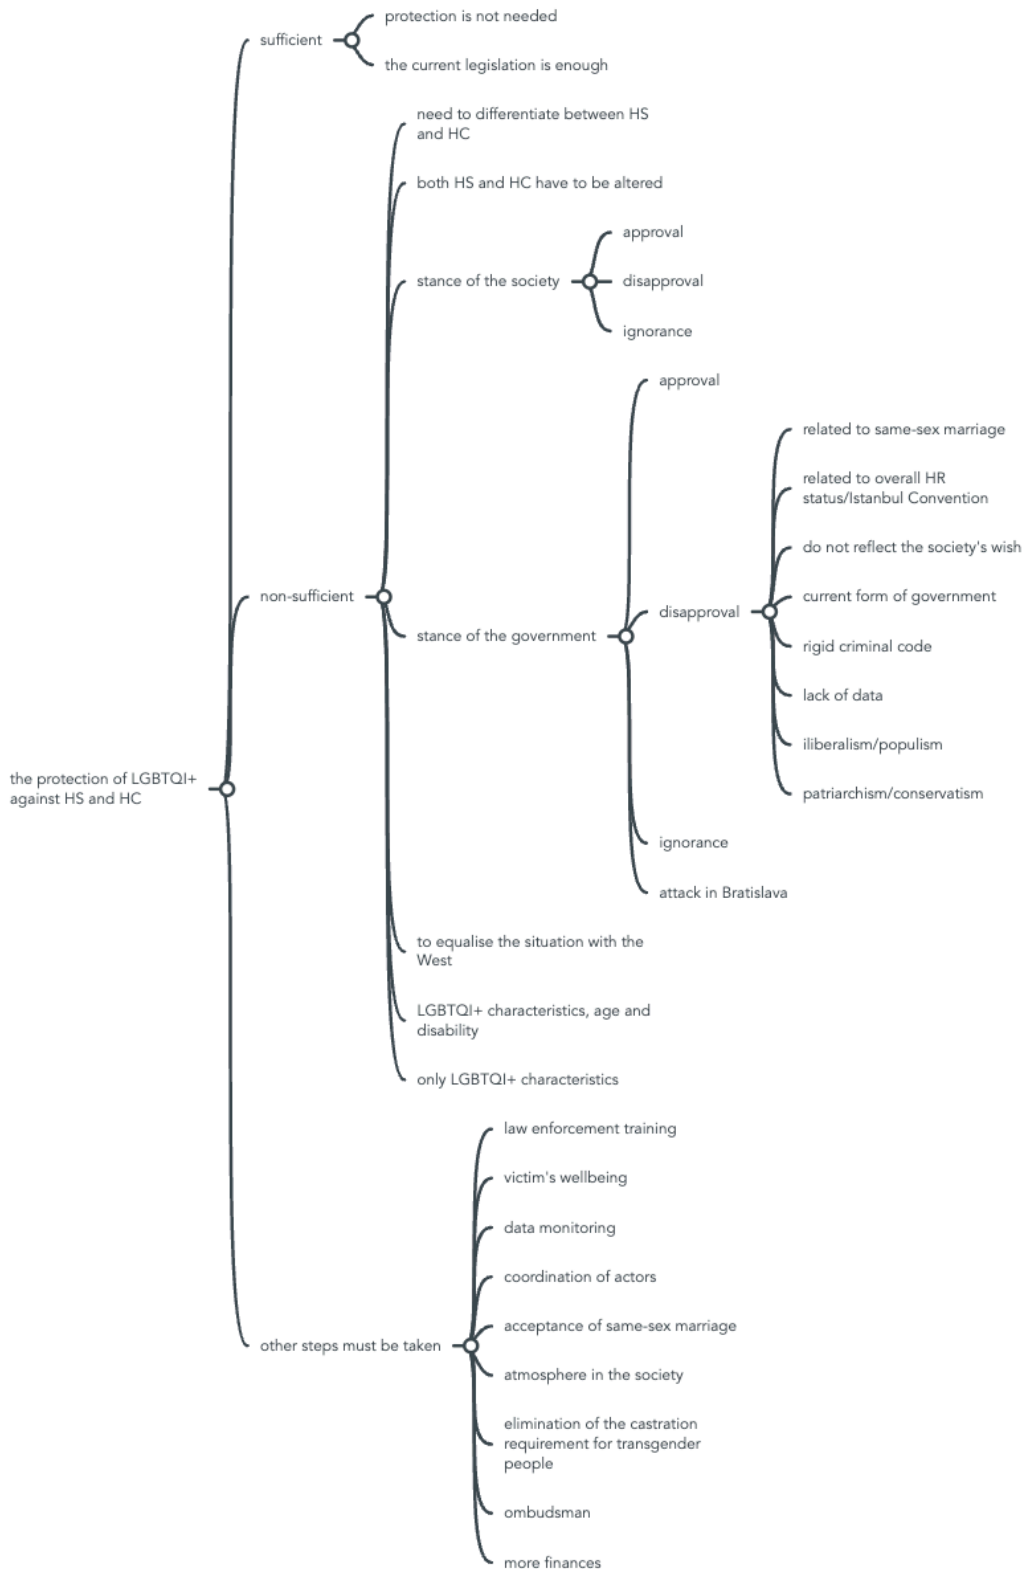 protection is not needed
sufficient
the current legislation is enough
need to differentiate between HS
and HC
both HS and HC have to be altered
approval
stance of the society
disapproval
ignorance
approval
related to same-sex marriage
related to overall HR
status/Istanbul Convention
do not reflect the society's wish
non-sufficient
current form of government
disapproval
stance of the government
rigid criminal code
lack of data
iliberalism/populism
the protection of LGBTQI+
against HS and HC
patriarchism/conservatism
ignorance
attack in Bratislava
to equalise the situation with the
West
LGBTQI+ characteristics, age and
disability
only LGBTQI+ characteristics
law enforcement training
victim's wellbeing
data monitoring
coordination of actors
acceptance of same-sex marriage
other steps must be taken
atmosphere in the society
elimination of the castration
requirement for transgender
people
ombudsman
more finances